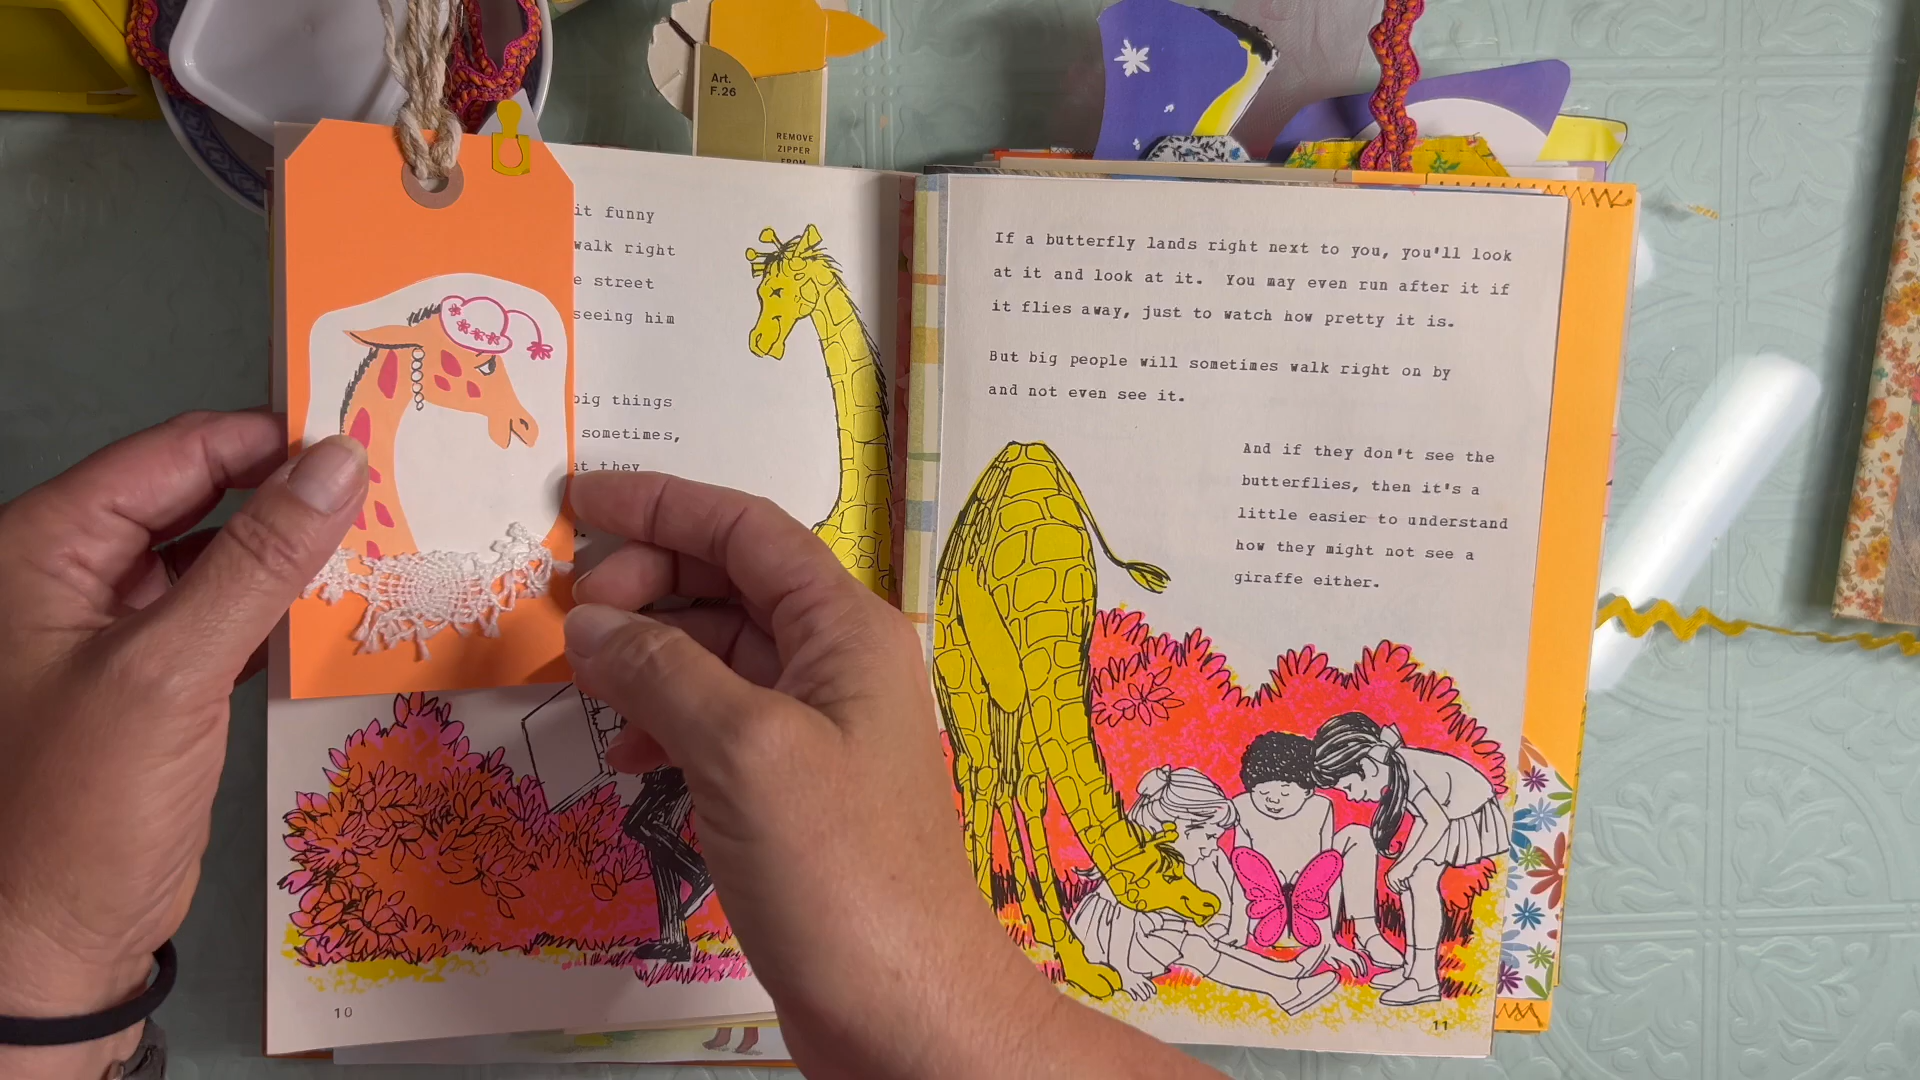 Art.
F.26
REMOVE
ZIPPER
FROM
it funny
walk right
street
seeing him
big things
sometimes,
they
10
If a butterfly lands right next to you, you'll look
at it and look at it. You may even run after it if
it flies away, just to watch how pretty it is.
But big people will sometimes walk right on by
and not even see it.
And if they don't see the
butterflies, then it's a
little easier to understand
how they might not see a
giraffe either.
11